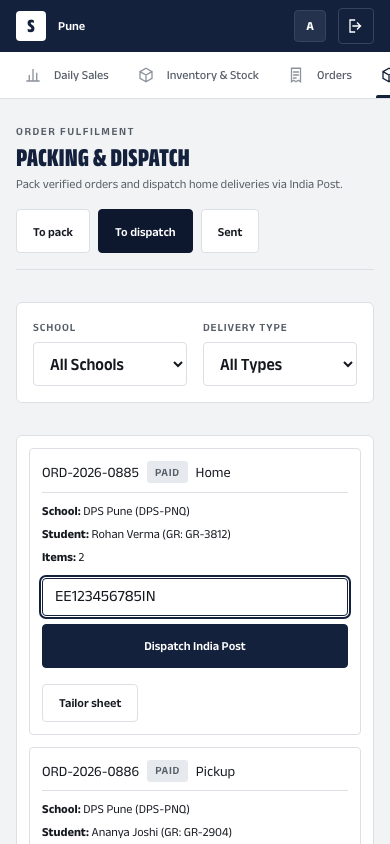 S Pune A
Daily Sales Inventory & Stock Orders
ORDER FULFILMENT
PACKING & DISPATCH
Pack verified orders and dispatch home deliveries via India Post.
To pack To dispatch Sent
SCHOOL DELIVERY TYPE
All Schools All Types
ORD-2026-0885 PAID Home
School: DPS Pune (DPS-PNQ)
Student: Rohan Verma (GR: GR-3812)
Items: 2
EE123456785IN
Dispatch India Post
Tailor sheet
ORD-2026-0886 PAID Pickup
School: DPS Pune (DPS-PNQ)
Student: Ananya Joshi (GR: GR-2904)